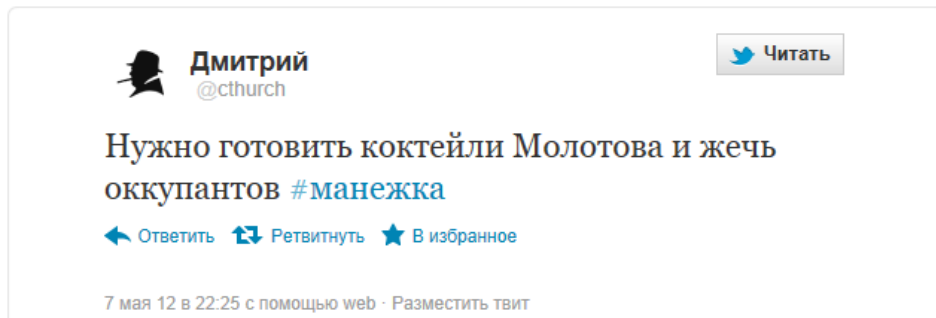 Дмитрий
@cthurch
Читать
Нужно готовить коктейли Молотова и жечь
оккупантов #манежка
Ответить Ретвитнуть В избранное
7 мая 12 в 22:25 с помощью web · Разместить твит